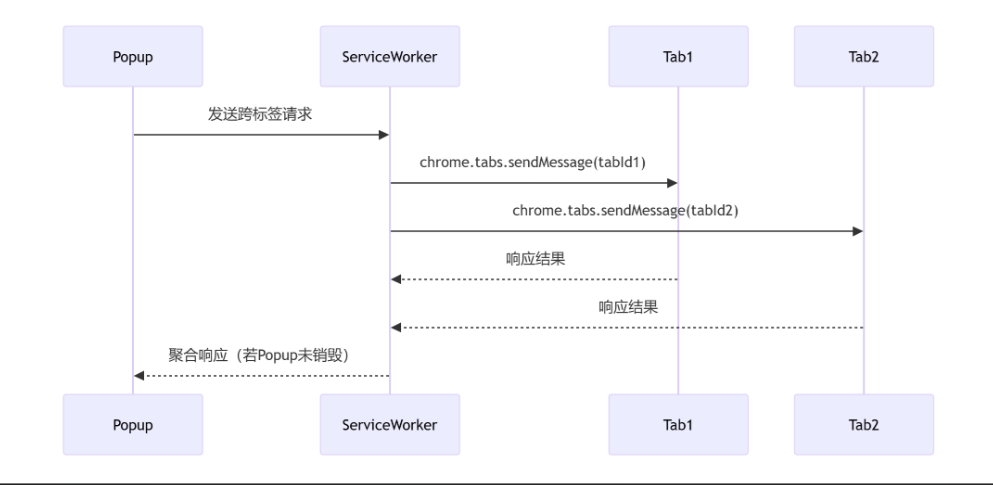 Popup
ServiceWorker
Tab1
Tab2
发送跨标签请求
chrome.tabs.sendMessage(tabId1)
chrome.tabs.sendMessage(tabId2)
响应结果
响应结果
聚合响应（若Popup未销毁）
Popup
ServiceWorker
Tab1
Tab2